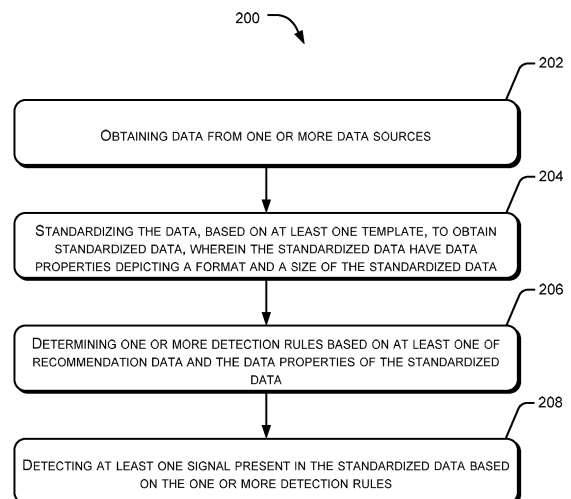 200
202
OBTAINING DATA FROM ONE OR MORE DATA SOURCES
204
STANDARDIZING THE DATA, BASED ON AT LEAST ONE TEMPLATE, TO OBTAIN
STANDARDIZED DATA, WHEREIN THE STANDARDIZED DATA HAVE DATA
PROPERTIES DEPICTING A FORMAT AND A SIZE OF THE STANDARDIZED DATA
206
DETERMINING ONE OR MORE DETECTION RULES BASED ON AT LEAST ONE OF
RECOMMENDATION DATA AND THE DATA PROPERTIES OF THE STANDARDIZED
DATA
208
DETECTING AT LEAST ONE SIGNAL PRESENT IN THE STANDARDIZED DATA BASED
ON THE ONE OR MORE DETECTION RULES